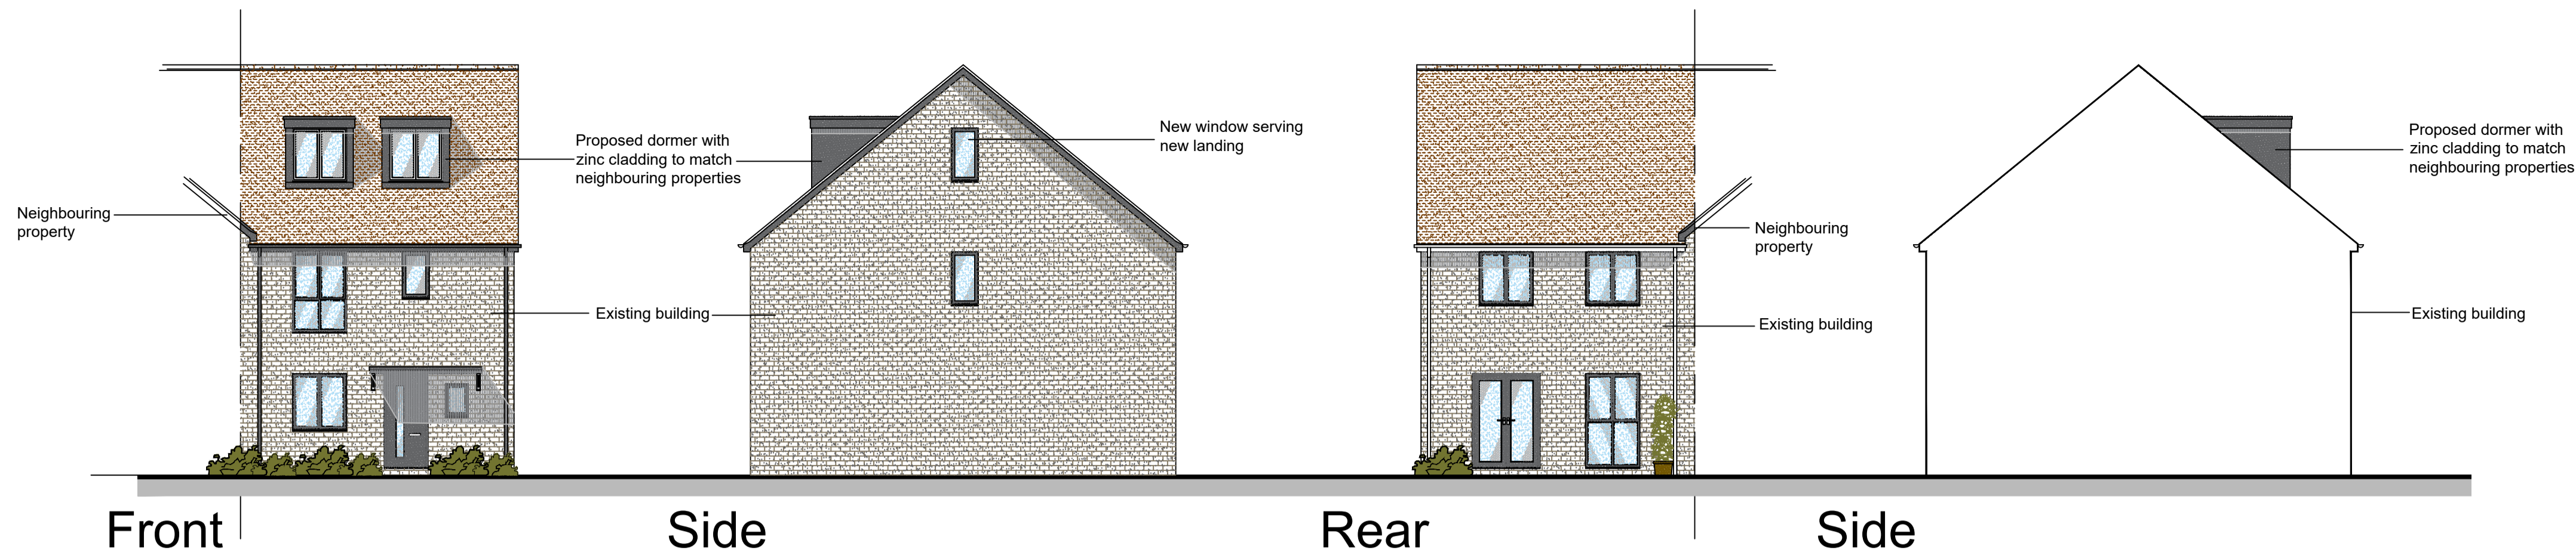 Neighbouring
property
Proposed dormer with
zinc cladding to match
neighbouring properties
Existing building
New window serving
new landing
Neighbouring
property
Existing building
Proposed dormer with
zinc cladding to match
neighbouring properties
Existing building
Front
Side
Rear
Side